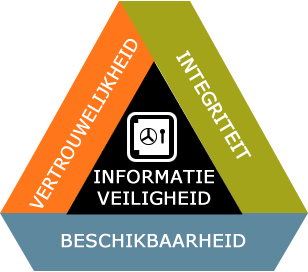 VERTROUWELIJKHEID
INTEGRITEIT
INFORMATIE
VEILIGHEID
BESCHIKBAARHEID